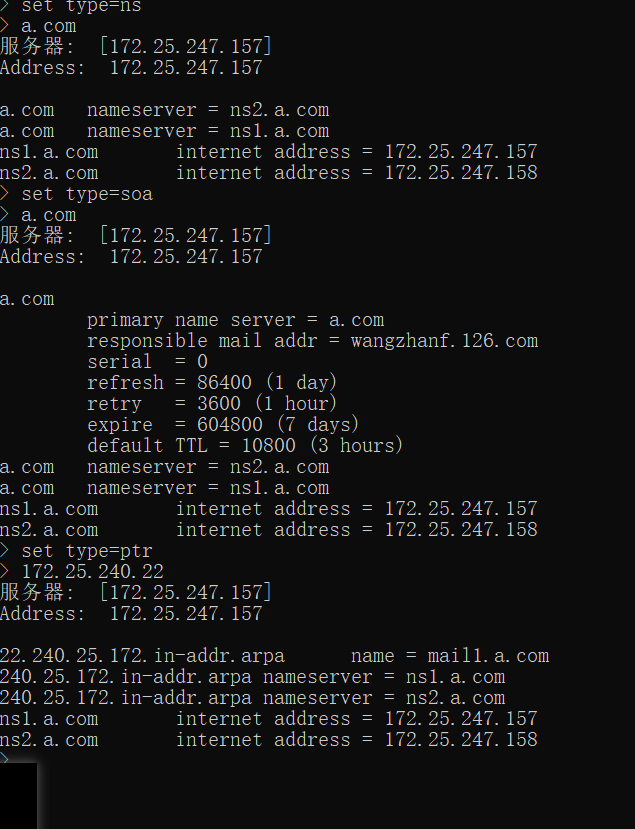 > set type=ns
> a.com
服务器:  [172.25.247.157]
Address:  172.25.247.157
a.com   nameserver = ns2.a.com
a.com   nameserver = ns1.a.com
ns1.a.com       internet address = 172.25.247.157
ns2.a.com       internet address = 172.25.247.158
> set type=soa
> a.com
服务器:  [172.25.247.157]
Address:  172.25.247.157
a.com
        primary name server = a.com
        responsible mail addr = wangzhanf.126.com
        serial  = 0
        refresh = 86400 (1 day)
        retry   = 3600 (1 hour)
        expire  = 604800 (7 days)
        default TTL = 10800 (3 hours)
a.com   nameserver = ns2.a.com
a.com   nameserver = ns1.a.com
ns1.a.com       internet address = 172.25.247.157
ns2.a.com       internet address = 172.25.247.158
> set type=ptr
> 172.25.240.22
服务器:  [172.25.247.157]
Address:  172.25.247.157
22.240.25.172.in-addr.arpa      name = mail1.a.com
240.25.172.in-addr.arpa nameserver = ns1.a.com
240.25.172.in-addr.arpa nameserver = ns2.a.com
ns1.a.com       internet address = 172.25.247.157
ns2.a.com       internet address = 172.25.247.158
>